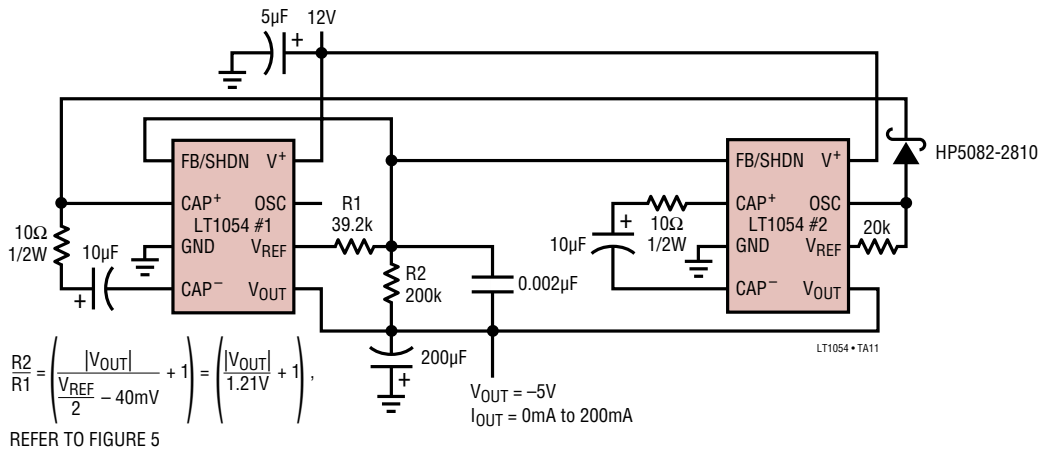 5µF 12V
+
FB/SHDN V+
CAP+ OSC
LT1054 #1
GND VREF
CAP– VOUT
R1
39.2k
10Ω
1/2W
10µF
+
R2
200k
0.002µF
200µF
+
VOUT = –5V
IOUT = 0mA to 200mA
FB/SHDN V+
CAP+ OSC
LT1054 #2
GND VREF
CAP– VOUT
+
10µF
10Ω
1/2W
20k
HP5082-2810
LT1054 • TA11
R2/R1 = (|VOUT| / (VREF/2 – 40mV) + 1) = (|VOUT|/1.21V + 1),
REFER TO FIGURE 5